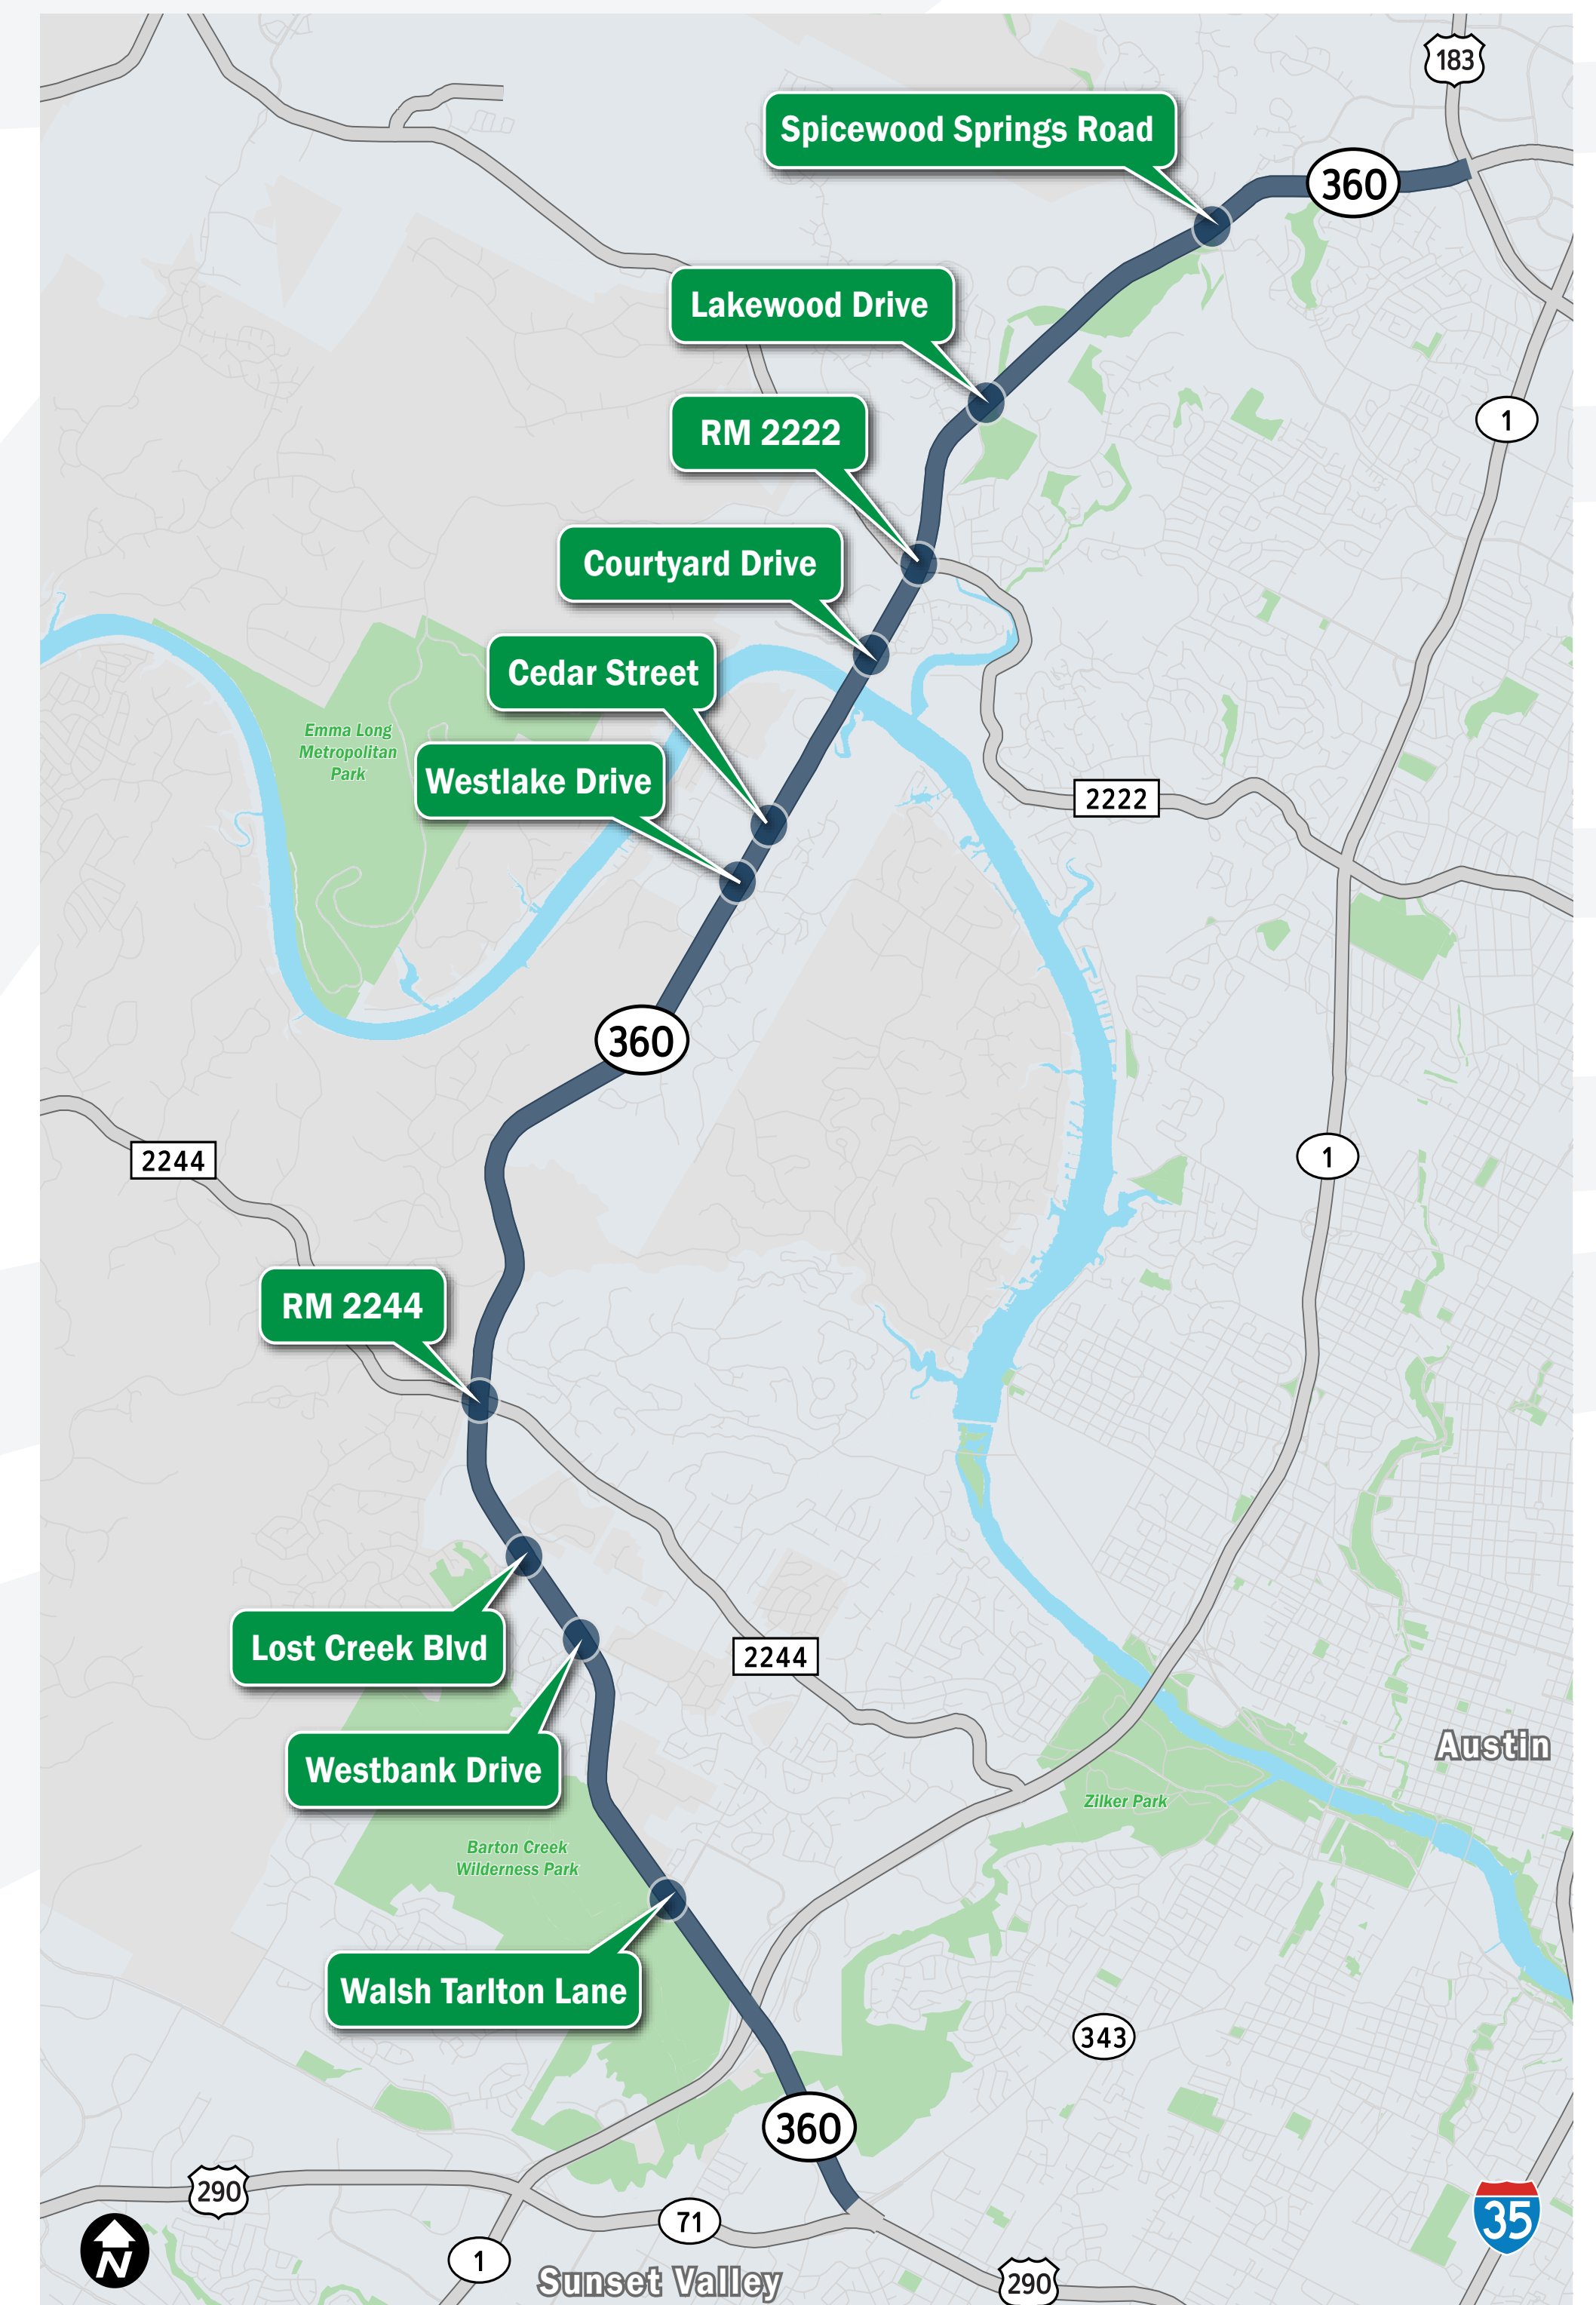 183
Spicewood Springs Road
360
Lakewood Drive
1
RM 2222
Courtyard Drive
Cedar Street
Emma Long
Metropolitan
Park
Westlake Drive
2222
360
2244
1
RM 2244
Lost Creek Blvd
2244
Austin
Westbank Drive
Zilker Park
Barton Creek
Wilderness Park
Walsh Tarlton Lane
343
360
290
71
35
N
1
Sunset Valley
290